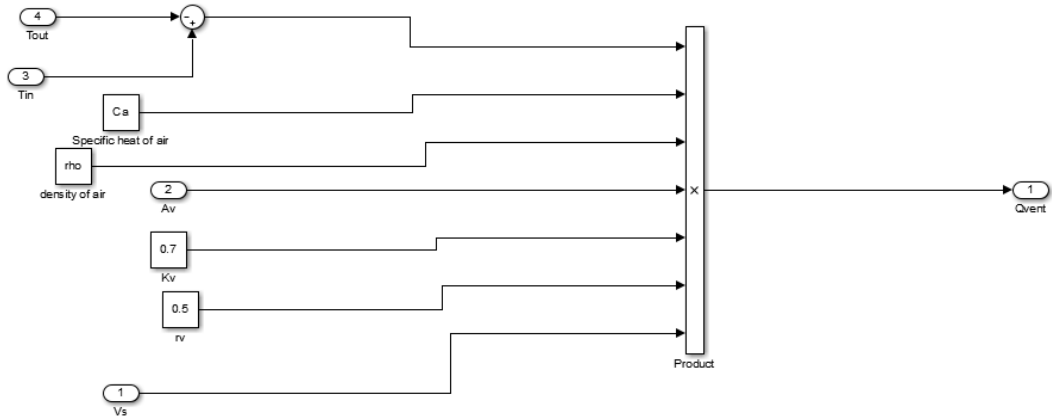 4
Tout
-
+
3
Tin
Ca
Specific heat of air
rho
density of air
2
Av
0.7
Kv
0.5
rv
1
Vs
×
Product
1
Qvent